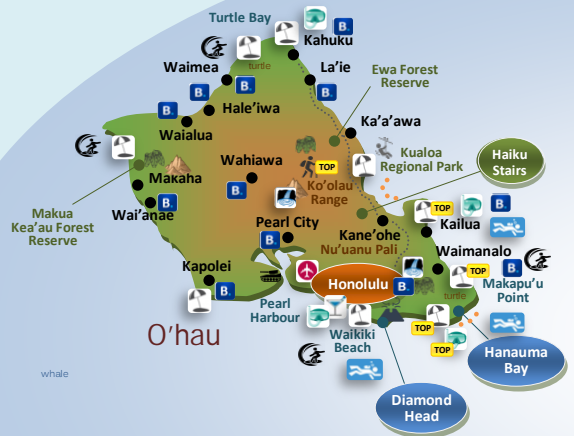 Turtle Bay
B.
Kahuku
Waimea
turtle
La'ie
B.
B.
B.
Ewa Forest
Reserve
Hale'iwa
B.
Waialua
Ka'a'awa
Kualoa
Regional Park
Haiku
Stairs
Makaha
Wahiawa
TOP
B.
Ko'olau
Range
Wai'anae
B.
Makua
Kea'au Forest
Reserve
Pearl City
B.
Kane'ohe
Nu'uanu Pali
TOP
B.
Kailua
Waimanalo
Kapolei
B.
Honolulu
B.
TOP
B.
Makapu'u
Point
turtle
Pearl
Harbour
O'hau
Waikiki
Beach
TOP
TOP
Hanauma
Bay
whale
Diamond
Head